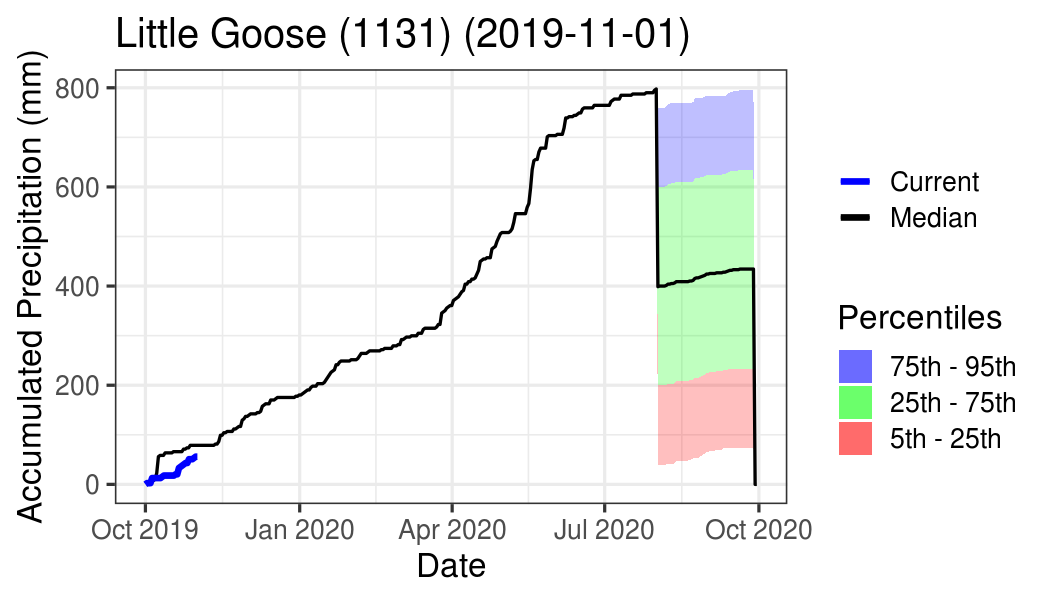 Little Goose (1131) (2019-11-01)
Accumulated Precipitation (mm)
800
600
400
200
0
Oct 2019
Jan 2020
Apr 2020
Jul 2020
Oct 2020
Date
Current
Median
Percentiles
75th - 95th
25th - 75th
5th - 25th